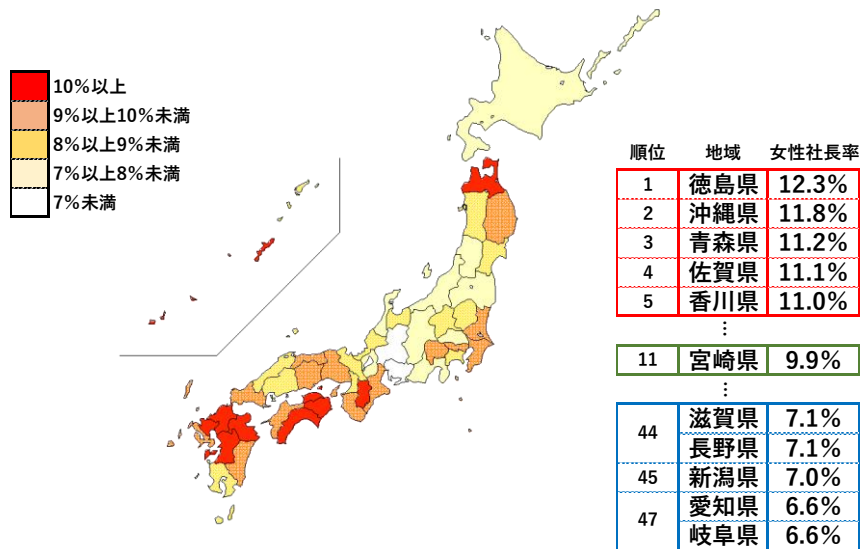 10%以上
9%以上10%未満
8%以上9%未満
7%以上8%未満
7%未満
順位 地域 女性社長率
1 徳島県 12.3%
2 沖縄県 11.8%
3 青森県 11.2%
4 佐賀県 11.1%
5 香川県 11.0%
⋮
11 宮崎県 9.9%
⋮
44 滋賀県 7.1%
長野県 7.1%
45 新潟県 7.0%
47 愛知県 6.6%
岐阜県 6.6%